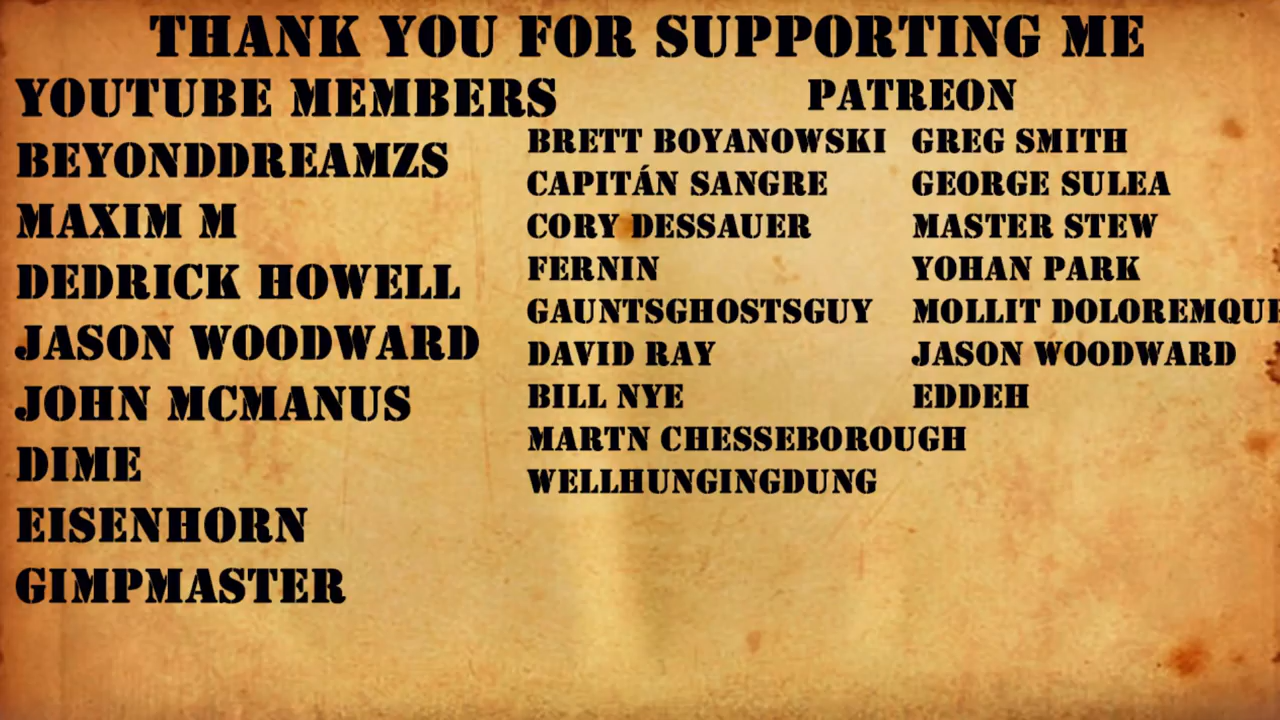 THANK YOU FOR SUPPORTING ME
YOUTUBE MEMBERS
BEYONDDREAMZS
MAXIM M
DEDRICK HOWELL
JASON WOODWARD
JOHN MCMANUS
DIME
EISENHORN
GIMPMASTER
PATREON
BRETT BOYANOWSKI
CAPITÁN SANGRE
CORY DESSAUER
FERNIN
GAUNTSGHOSTSGUY
DAVID RAY
BILL NYE
MARTN CHESSEBOROUGH
WELLHUNGINGDUNG
GREG SMITH
GEORGE SULEA
MASTER STEW
YOHAN PARK
MOLLIT DOLOREMQUE
JASON WOODWARD
EDDEH